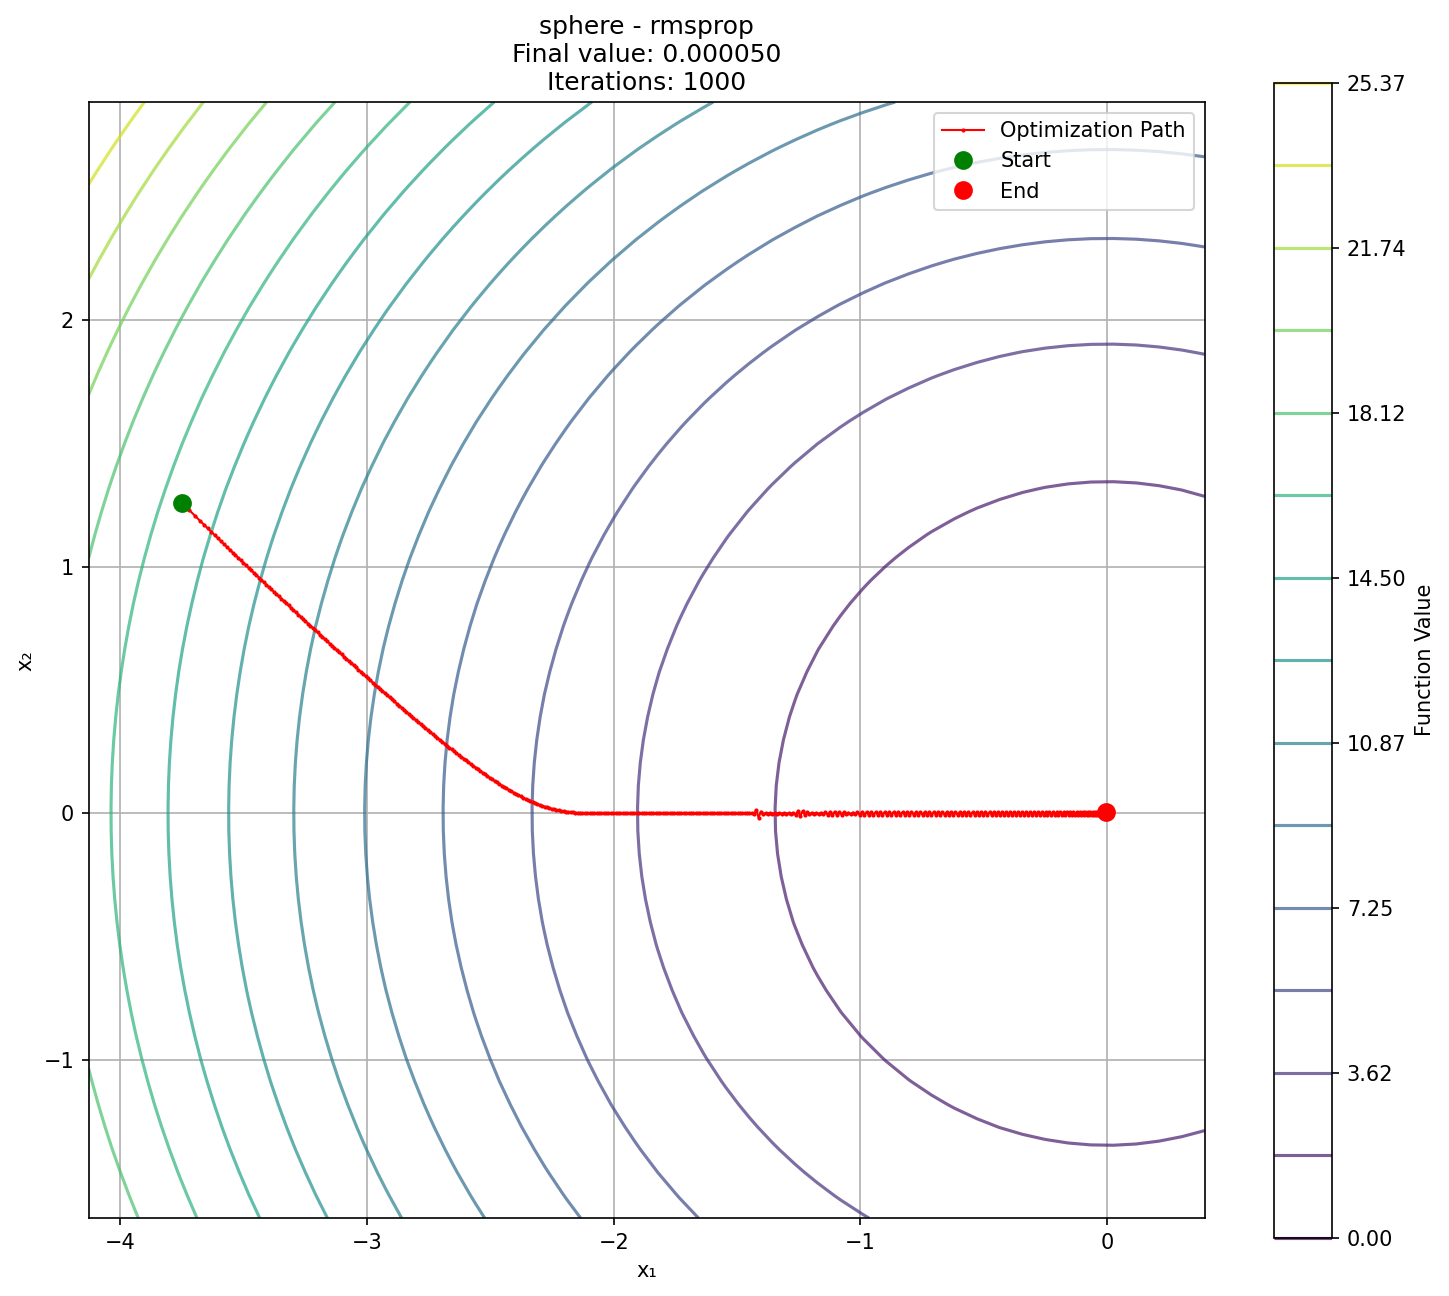 sphere - rmsprop
Final value: 0.000050
Iterations: 1000
Optimization Path
Start
End
2
1
0
−1
x₂
−4
−3
−2
−1
0
x₁
25.37
21.74
18.12
14.50
10.87
7.25
3.62
0.00
Function Value